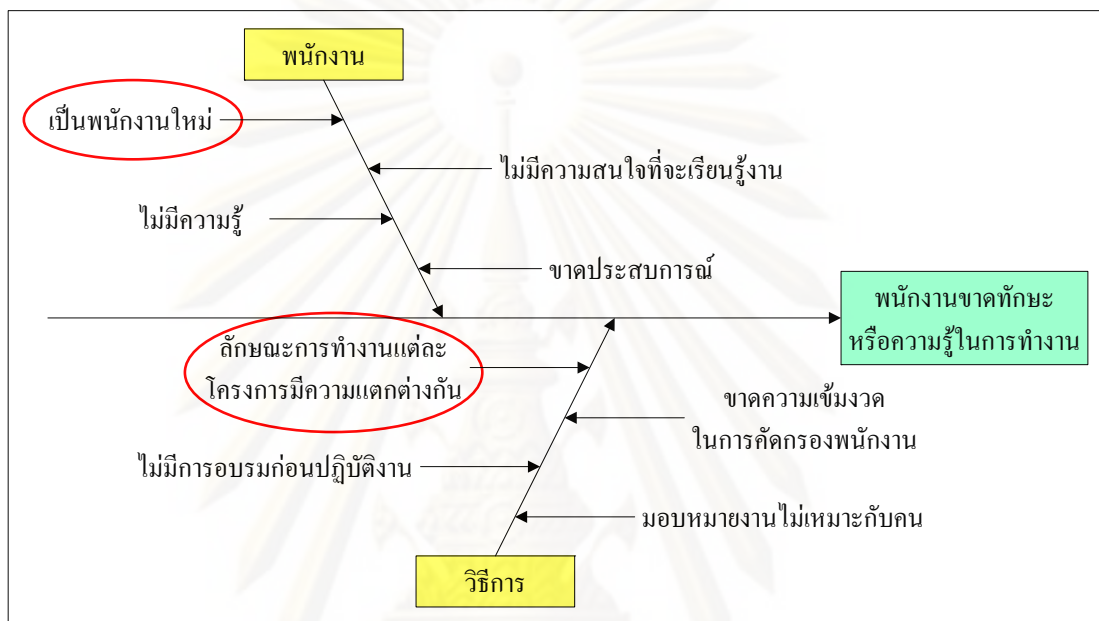 พนักงาน
เป็นพนักงานใหม่
ไม่มีความสนใจที่จะเรียนรู้งาน
ไม่มีความรู้
ขาดประสบการณ์
พนักงานขาดทักษะ
หรือความรู้ในการทำงาน
ลักษณะการทำงานแต่ละ
โครงการมีความแตกต่างกัน
ขาดความเข้มงวด
ในการคัดกรองพนักงาน
ไม่มีการอบรมก่อนปฏิบัติงาน
มอบหมายงานไม่เหมาะกับคน
วิธีการ